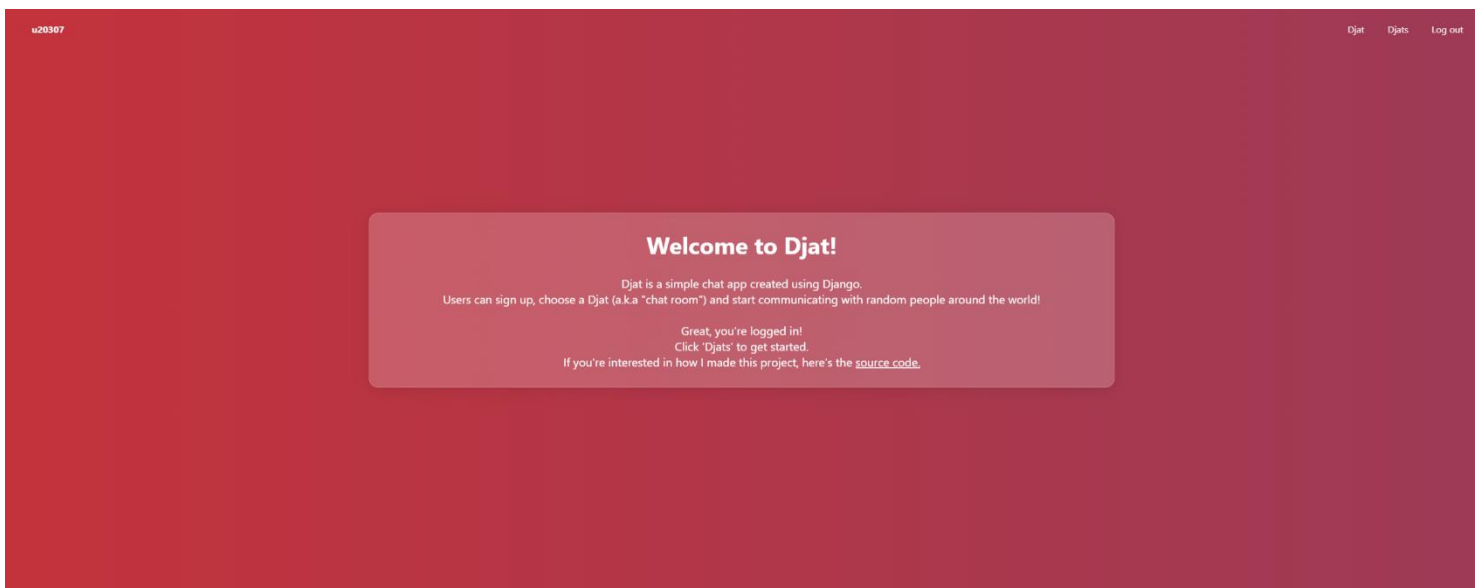 u20307
Djat
Djats
Log out
Welcome to Djat!
Djat is a simple chat app created using Django.
Users can sign up, choose a Djat (a.k.a "chat room") and start communicating with random people around the world!
Great, you're logged in!
Click 'Djats' to get started.
If you're interested in how I made this project, here's the source code.